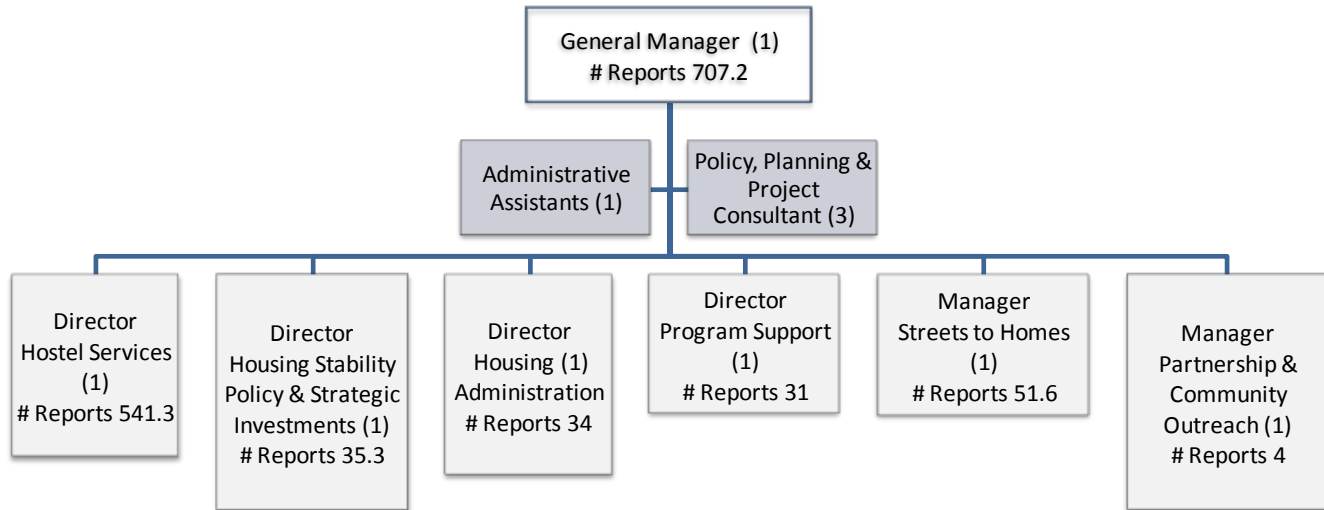 General Manager (1)
# Reports 707.2
Administrative
Assistants (1)
Policy, Planning &
Project
Consultant (3)
Director
Hostel Services
(1)
# Reports 541.3
Director
Housing Stability
Policy & Strategic
Investments (1)
# Reports 35.3
Director
Housing (1)
Administration
# Reports 34
Director
Program Support
(1)
# Reports 31
Manager
Streets to Homes
(1)
# Reports 51.6
Manager
Partnership &
Community
Outreach (1)
# Reports 4